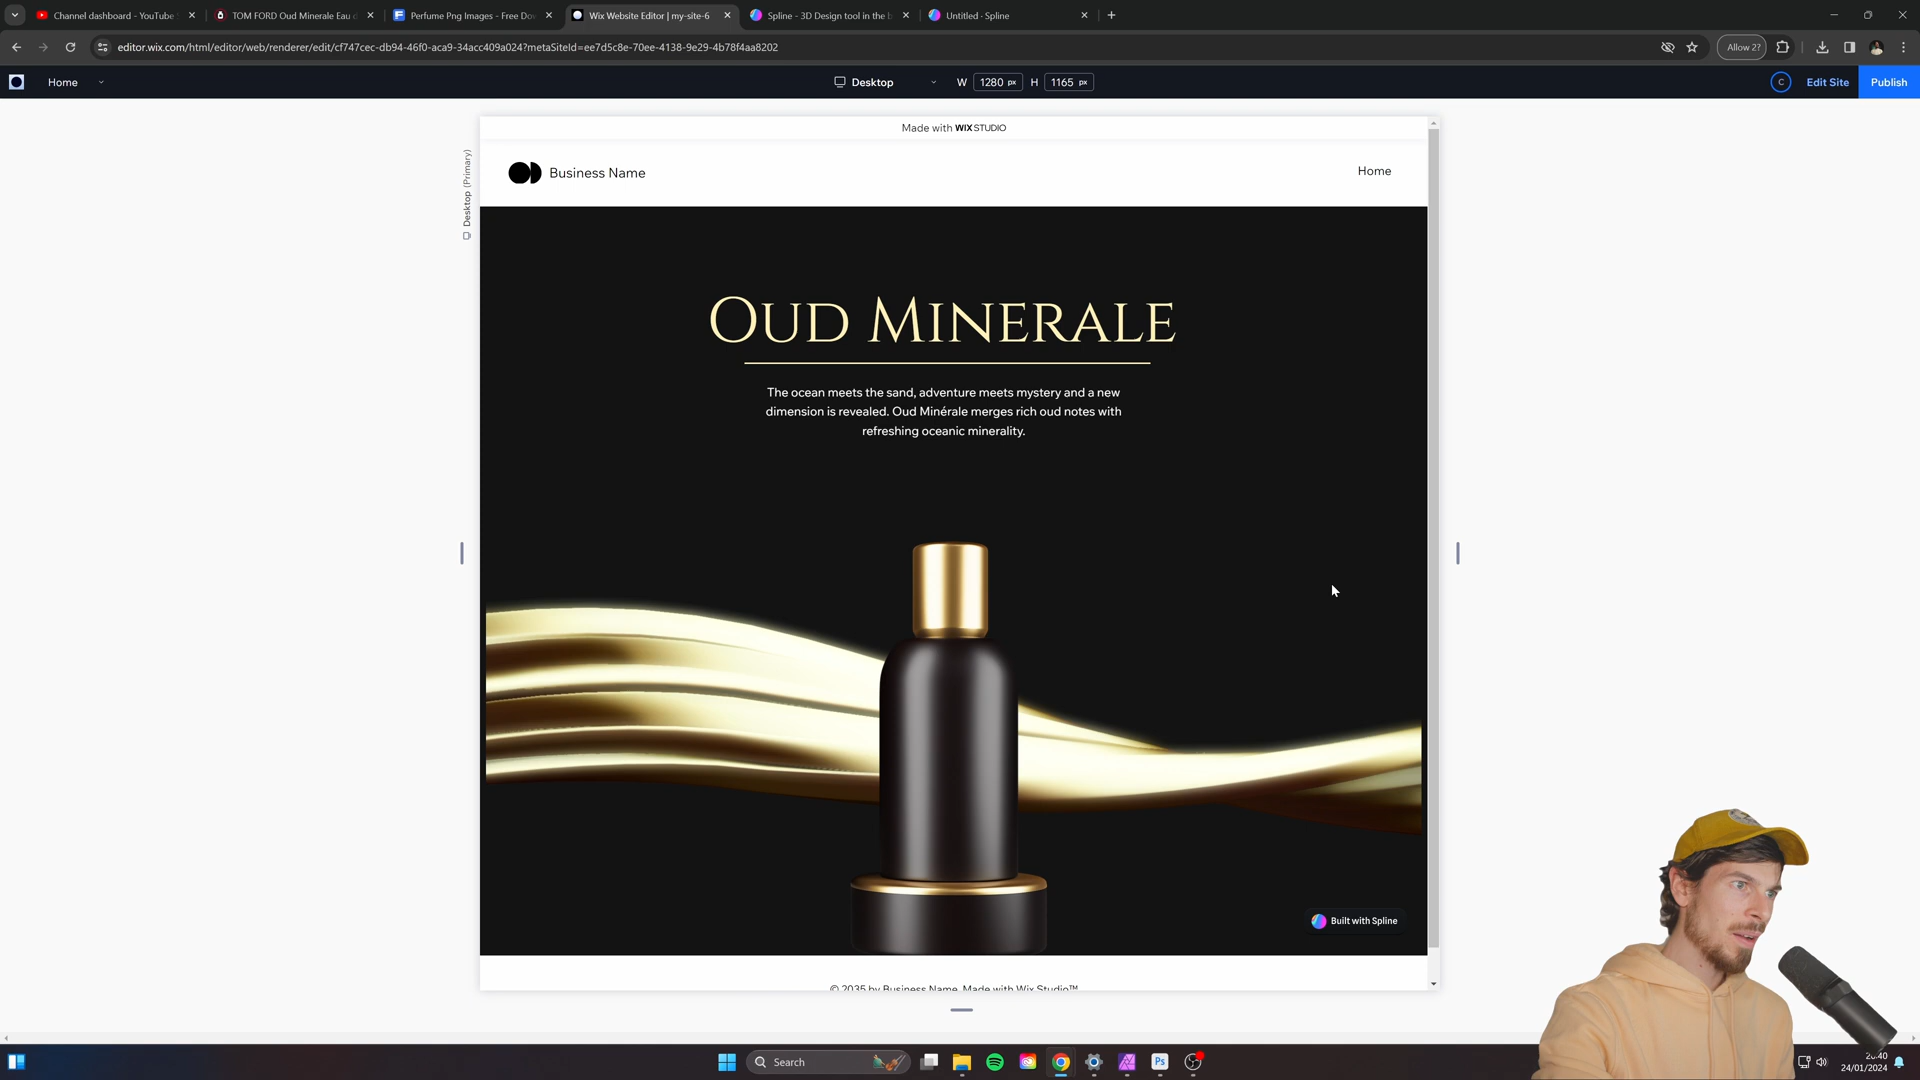 Channel dashboard - YouTube
TOM FORD Oud Minerale Eau d
Perfume Png Images - Free Do
Wix Website Editor | my-site-6
Spline - 3D Design tool in the b
Untitled - Spline
editor.wix.com/html/editor/web/renderer/edit/cf747cec-db94-46f0-aca9-34acc409a024?metaSiteId=ee7d5c8e-70ee-4138-9e29-4b78f4aa8202
Allow 2?
Home
Desktop
W 1280 px H 1165 px
C
Edit Site
Publish
Made with WIX STUDIO
Desktop (Primary)
Business Name
Home
OUD MINERALE
The ocean meets the sand, adventure meets mystery and a new
dimension is revealed. Oud Minérale merges rich oud notes with
refreshing oceanic minerality.
Built with Spline
© 2035 by Business Name. Made with Wix Studio™
Search
Ps
20:40
24/01/2024